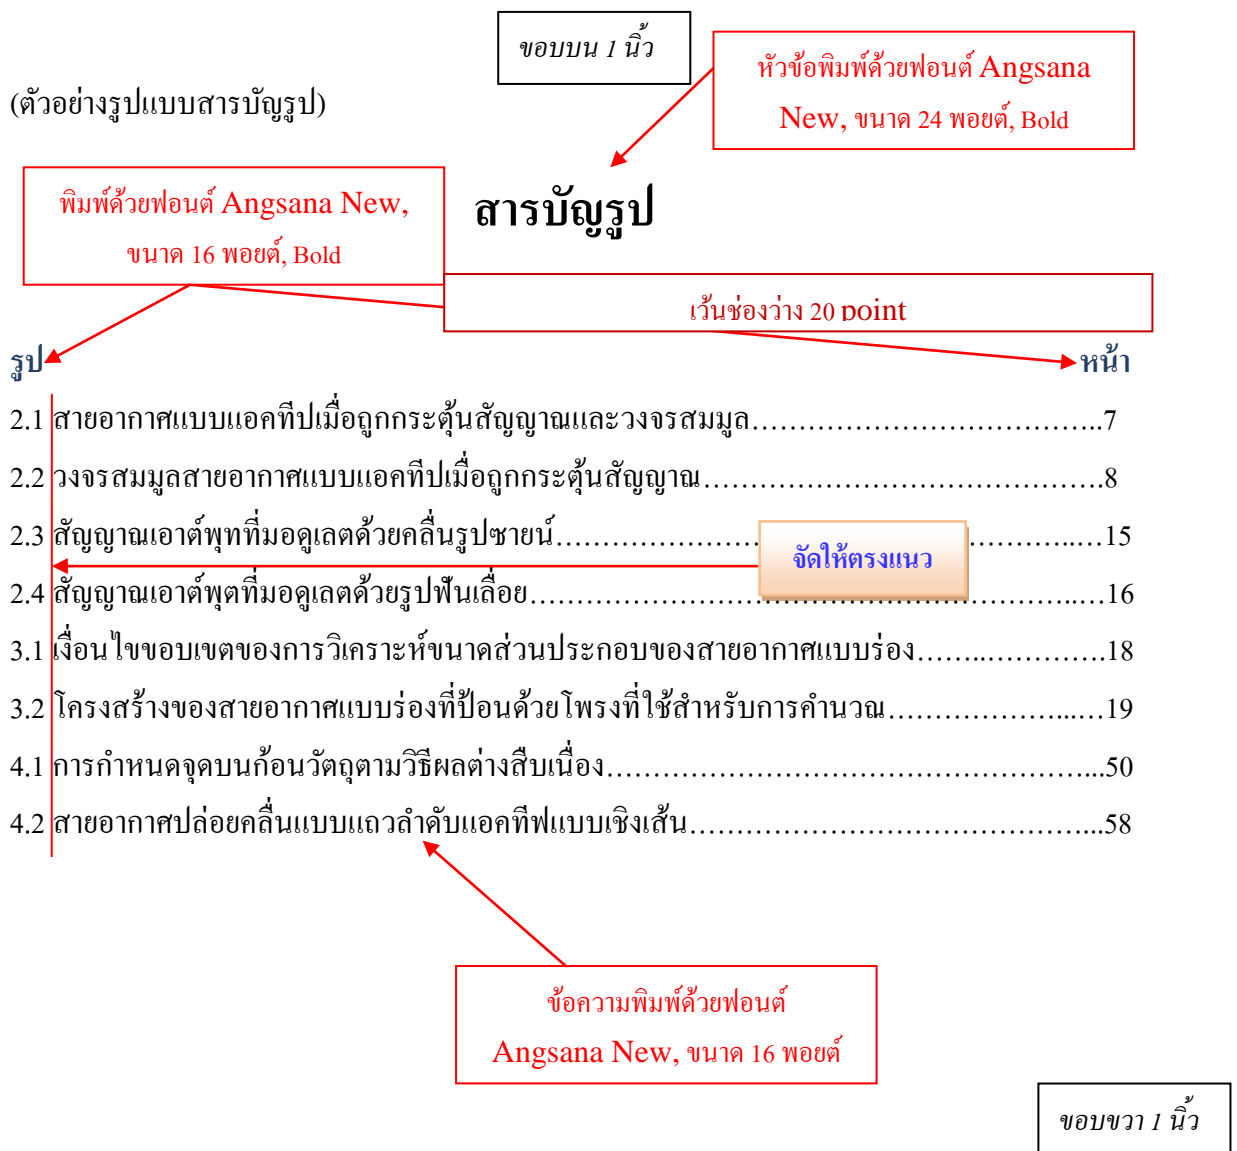 ขอบบน 1 นิ้ว
หัวข้อพิมพ์ด้วยฟอนต์ Angsana
New, ขนาด 24 พอยต์, Bold
(ตัวอย่างรูปแบบสารบัญรูป)
พิมพ์ด้วยฟอนต์ Angsana New,
ขนาด 16 พอยต์, Bold
สารบัญรูป
เว้นช่องว่าง 20 point
รูป หน้า
2.1 สายอากาศแบบแอคทีปเมื่อถูกกระตุ้นสัญญาณและวงจรสมมูล………………………………..7
2.2 วงจรสมมูลสายอากาศแบบแอคทีปเมื่อถูกกระตุ้นสัญญาณ…………………………………….8
2.3 สัญญาณเอาต์พุทที่มอดูเลตด้วยคลื่นรูปซายน์…………………………………………………..…15
จัดให้ตรงแนว
2.4 สัญญาณเอาต์พุตที่มอดูเลตด้วยรูปฟันเลื่อย……………………………………………………..…16
3.1 เงื่อนไขขอบเขตของการวิเคราะห์ขนาดส่วนประกอบของสายอากาศแบบร่อง……..………….18
3.2 โครงสร้างของสายอากาศแบบร่องที่ป้อนด้วยโพรงที่ใช้สำหรับการคำนวณ………………...…19
4.1 การกำหนดจุดบนก้อนวัตถุตามวิธีผลต่างสืบเนื่อง……………………………………………...50
4.2 สายอากาศปล่อยคลื่นแบบแถวลำดับแอคทีฟแบบเชิงเส้น……………………………………...58
ข้อความพิมพ์ด้วยฟอนต์
Angsana New, ขนาด 16 พอยต์
ขอบขวา 1 นิ้ว